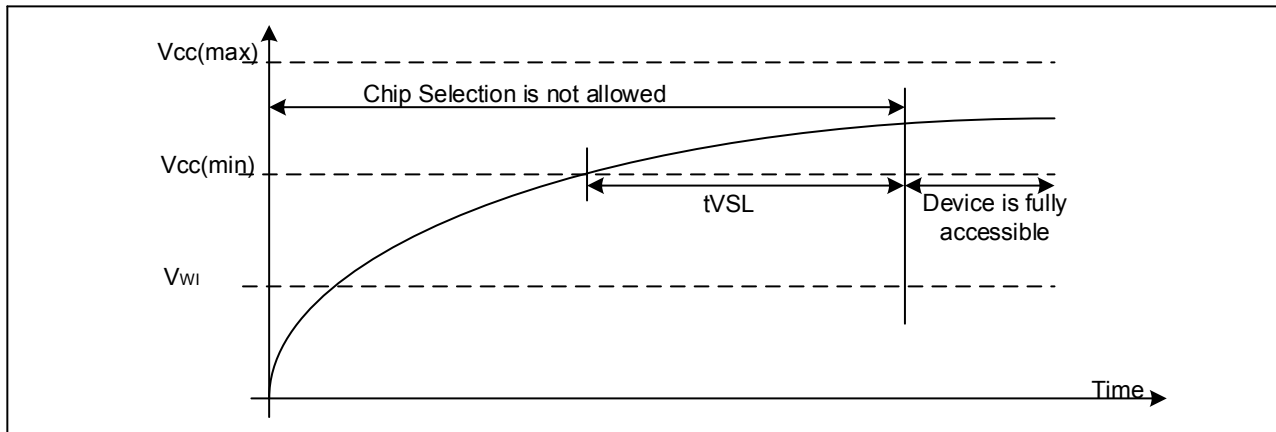 Vcc(max)
Chip Selection is not allowed
Vcc(min)
tVSL
Device is fully
accessible
VWI
Time